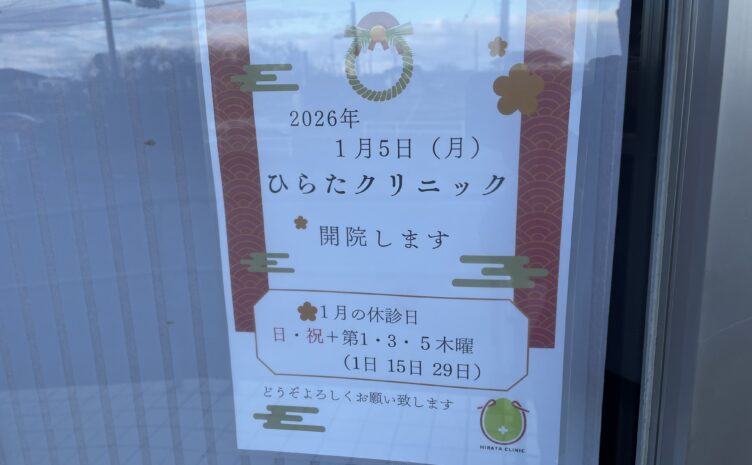 2026年
1月5日（月）
ひらたクリニック
開院します
1月の休診日
日・祝＋第1・3・5木曜
（1日 15日 29日）
どうぞよろしくお願い致します
HIRATA CLINIC